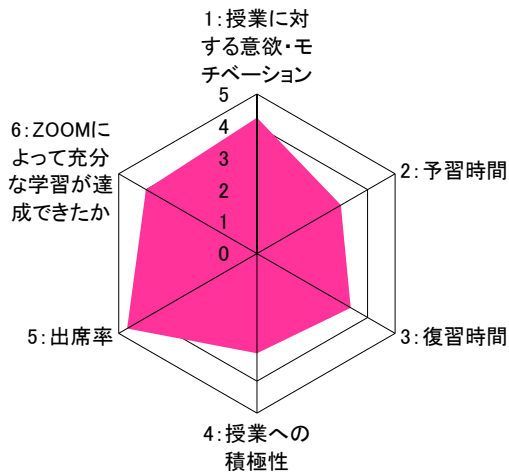 1：授業に対
する意欲・モ
チベーション
5
4
3
2
1
0
2：予習時間
3：復習時間
4：授業への
積極性
5：出席率
6：ZOOMに
よって充分
な学習が達
成できたか